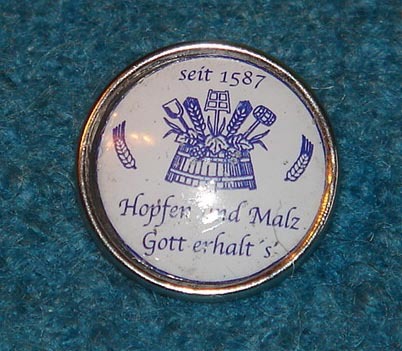 seit 1587
Hopfen und Malz
Gott erhalt´s